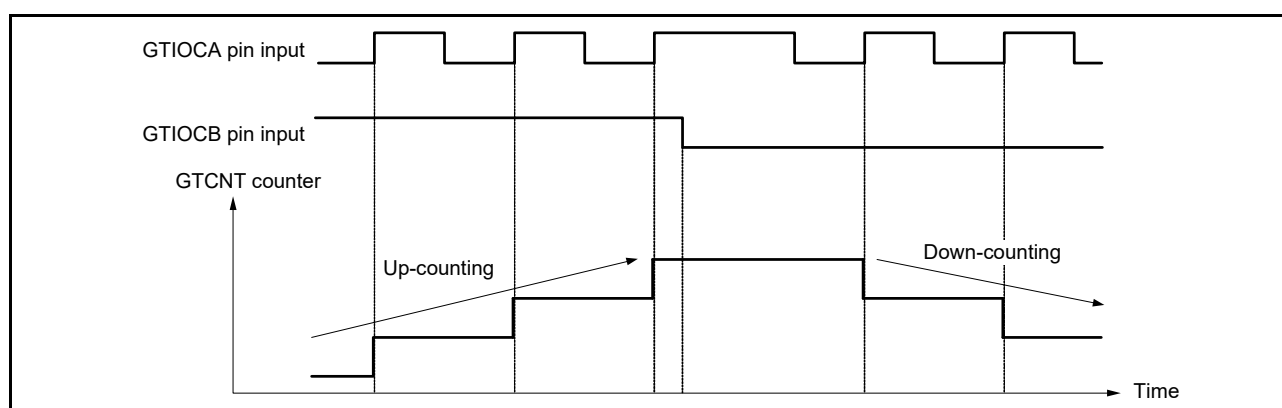 GTIOCA pin input
GTIOCB pin input
GTCNT counter
Up-counting
Down-counting
Time